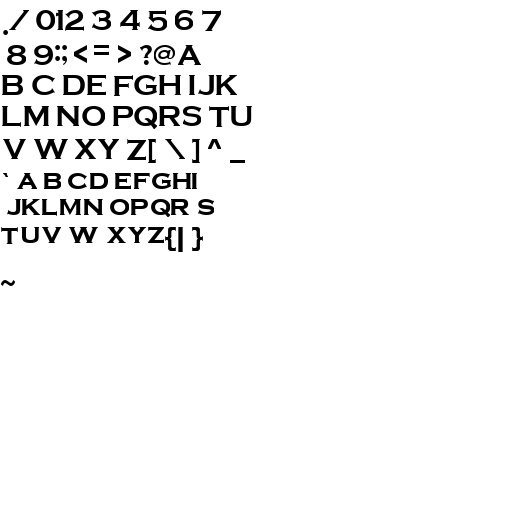 ./ 012 3 4 5 6 7
8 9:; < = > ?@A
B C DE FGH IJK
LM NO PQRS TU
V W XY Z[ \ ] ^ _
` A B CD EFGHI
JKLMN OPQR S
TUV W XYZ{| }
~